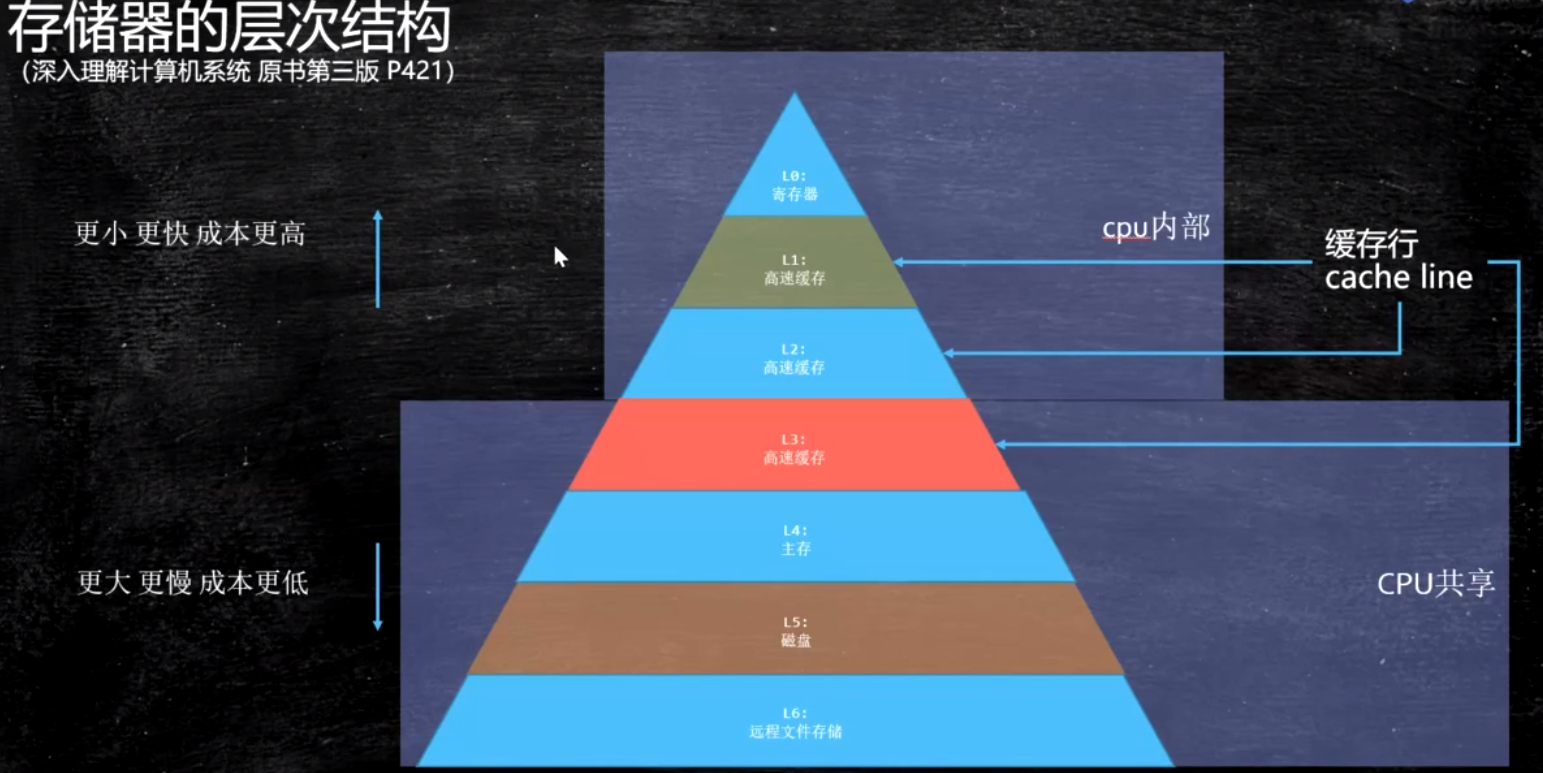 存储器的层次结构
（深入理解计算机系统 原书第三版 P421）
L0:
寄存器
更小 更快 成本更高
cpu内部
缓存行
cache line
L1:
高速缓存
L2:
高速缓存
L3:
高速缓存
L4:
主存
更大 更慢 成本更低
CPU共享
L5:
磁盘
L6:
远程文件存储